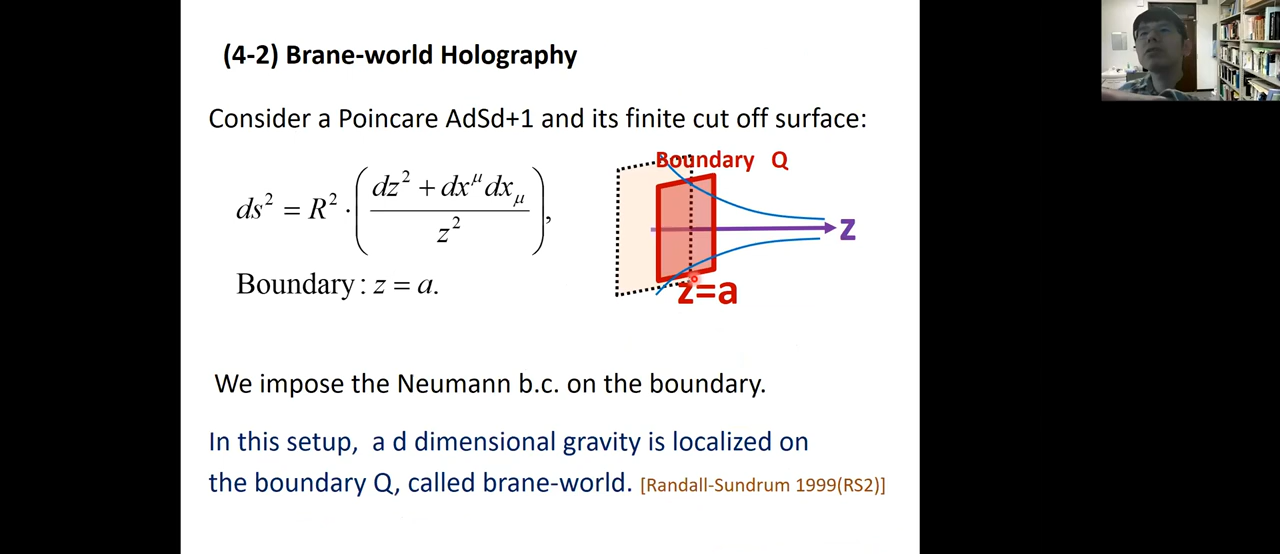 (4-2) Brane-world Holography
Consider a Poincare AdSd+1 and its finite cut off surface:
Boundary Q
ds² = R² · ( (dz² + dx^μ dx_μ) / z² ),
z
Boundary : z = a.
z=a
We impose the Neumann b.c. on the boundary.
In this setup, a d dimensional gravity is localized on
the boundary Q, called brane-world. [Randall-Sundrum 1999(RS2)]